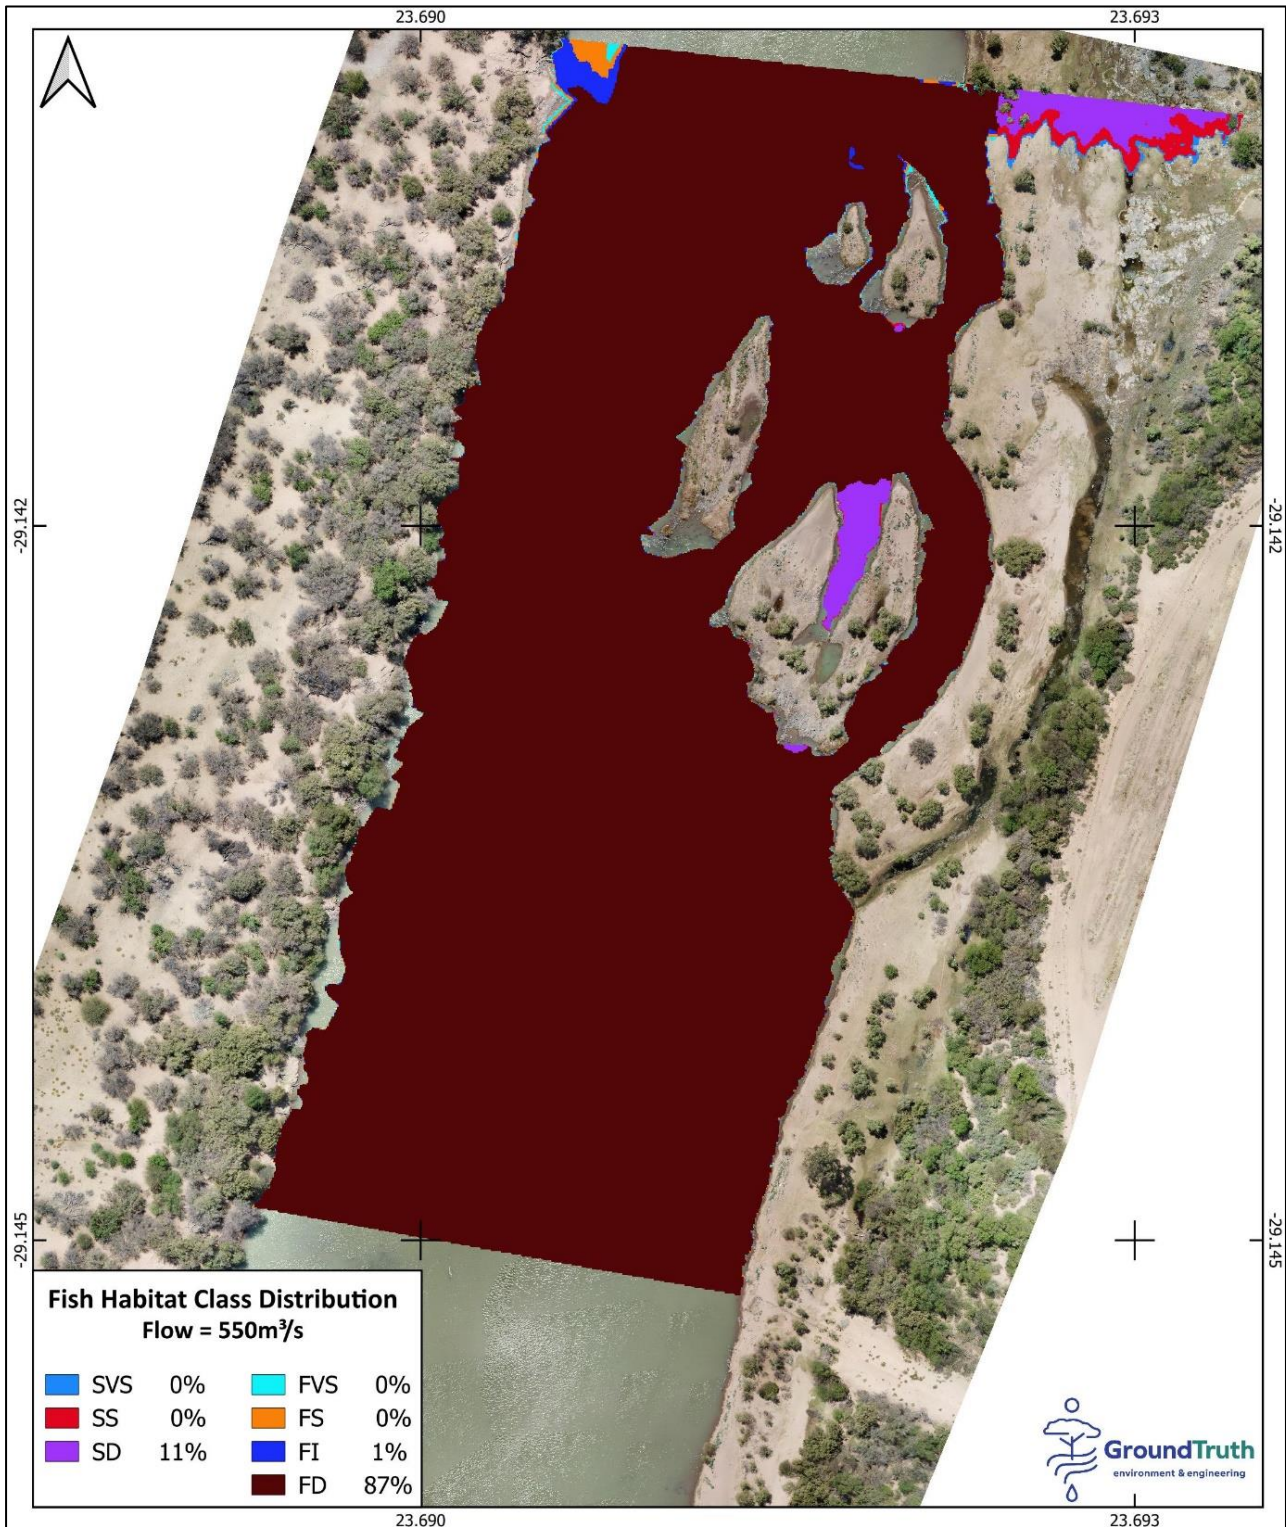 23.690
23.693
-29.142
-29.142
-29.145
-29.145
Fish Habitat Class Distribution
Flow = 550m³/s
SVS 0% FVS 0%
SS 0% FS 0%
SD 11% FI 1%
FD 87%
GroundTruth
environment & engineering
23.690
23.693